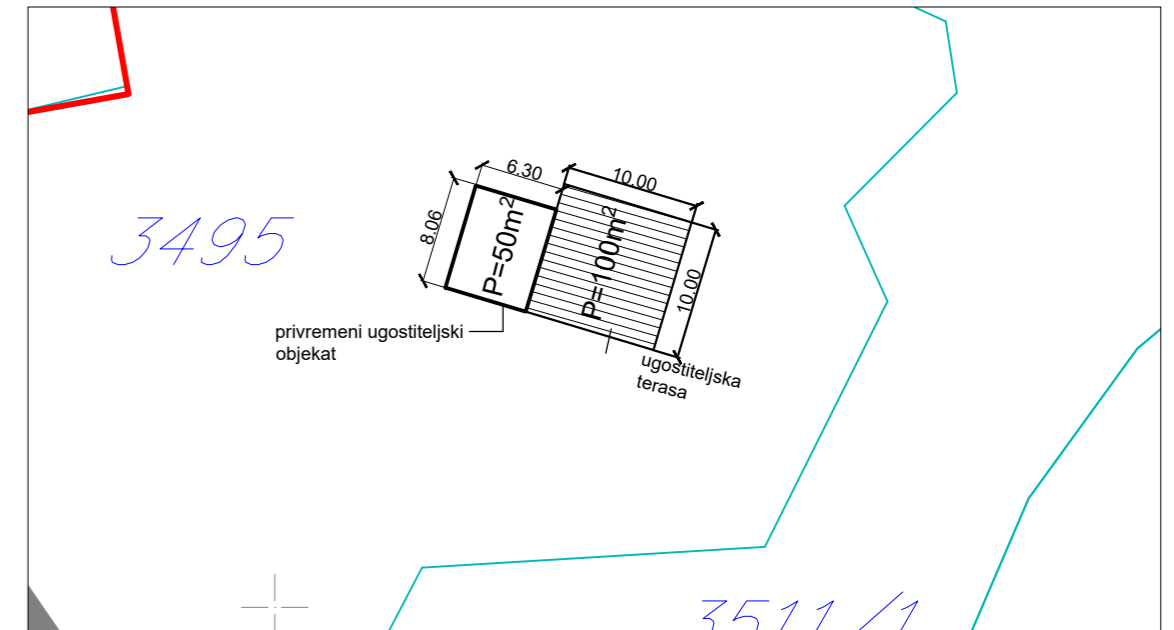 6.30
10.00
8.06
3495
P=50m²
P=100m²
10.00
privremeni ugostiteljski
objekat
ugostiteljska
terasa
3511/1